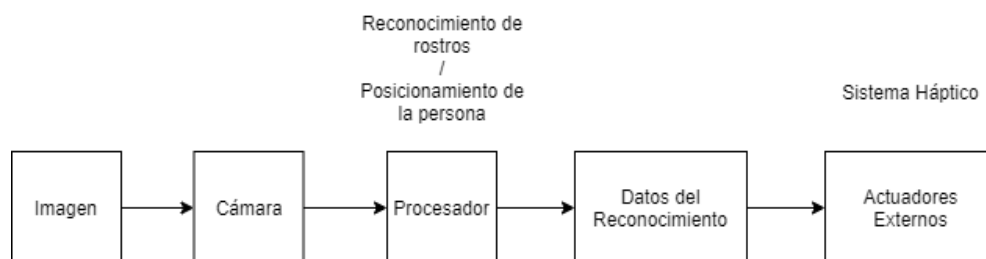 Reconocimiento de
rostros
/
Posicionamiento de
la persona
Sistema Háptico
Imagen
Cámara
Procesador
Datos del
Reconocimiento
Actuadores
Externos